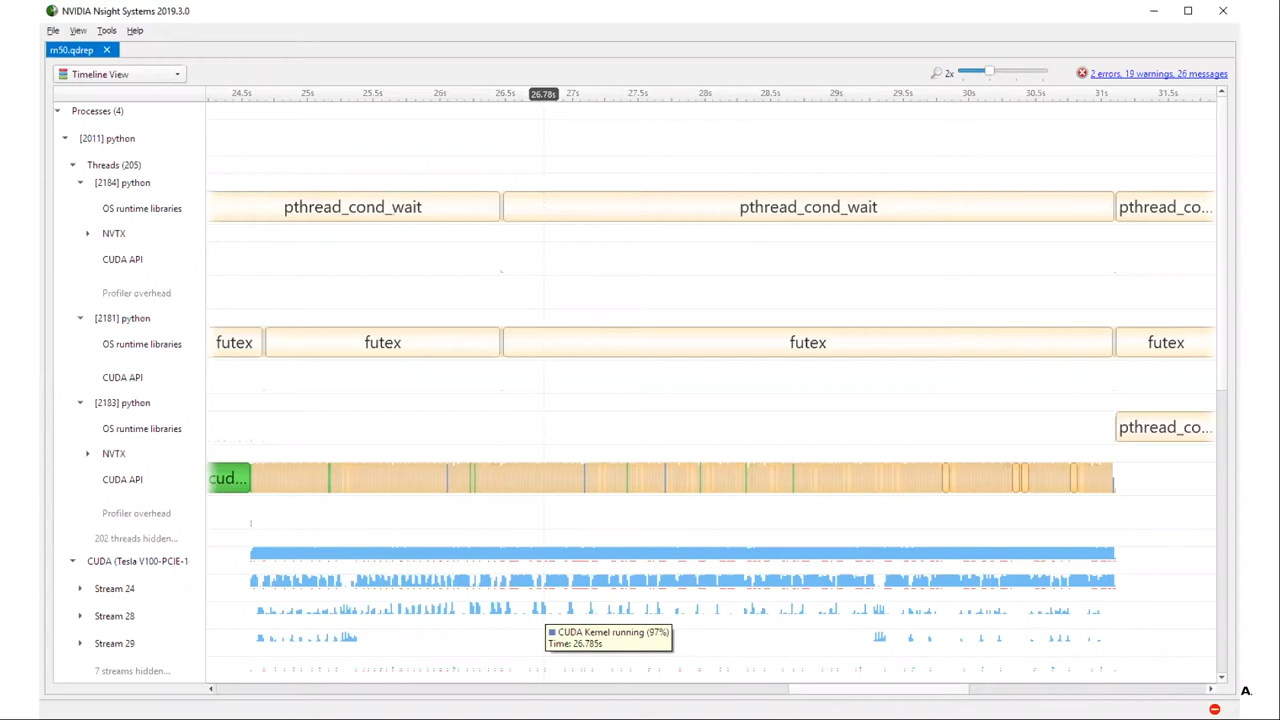 NVIDIA Nsight Systems 2019.3.0
File View Tools Help
m50.qdrep
Timeline View
2x
2 errors, 19 warnings, 26 messages
24.5s 25s 25.5s 26s 26.5s 26.78s 27s 27.5s 28s 28.5s 29s 29.5s 30s 30.5s 31s 31.5s
Processes (4)
[2011] python
Threads (205)
[2184] python
OS runtime libraries
pthread_cond_wait pthread_cond_wait pthread_co...
NVTX
CUDA API
Profiler overhead
[2181] python
OS runtime libraries
futex futex futex futex
CUDA API
[2183] python
OS runtime libraries
pthread_co...
NVTX
CUDA API
cud...
Profiler overhead
202 threads hidden...
CUDA (Tesla V100-PCIE-1
Stream 24
Stream 28
Stream 29
CUDA Kernel running (97%)
Time: 26.785s
7 streams hidden...
A.